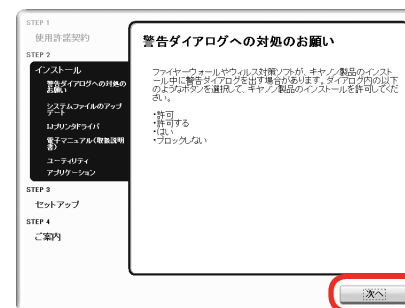 STEP 1
使用許諾契約
STEP 2
インストール
警告ダイアログへの対処の
お願い
システムファイルのアップ
デート
IJプリンタドライバ
電子マニュアル(取扱説明
書)
ユーティリティ
アプリケーション
STEP 3
セットアップ
STEP 4
ご案内
警告ダイアログへの対処のお願い
ファイヤーウォールやウィルス対策ソフトが、キヤノン製品のインスト
ール中に警告ダイアログを出す場合があります。ダイアログ内の以下
のようなボタンを選択して、キヤノン製品のインストールを許可してくだ
さい。
・許可
・許可する
・はい
・ブロックしない
次へ